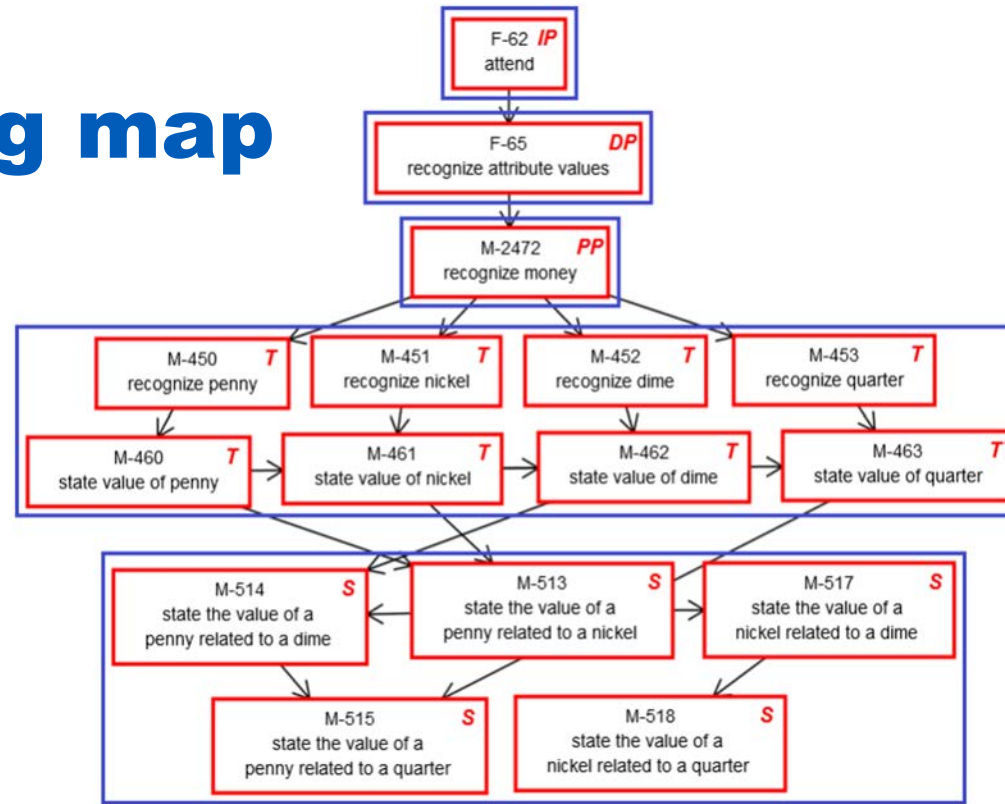 g map
F-62 IP
attend
F-65 DP
recognize attribute values
M-2472 PP
recognize money
M-450 T
recognize penny
M-451 T
recognize nickel
M-452 T
recognize dime
M-453 T
recognize quarter
M-460 T
state value of penny
M-461 T
state value of nickel
M-462 T
state value of dime
M-463 T
state value of quarter
M-514 S
state the value of a
penny related to a dime
M-513 S
state the value of a
penny related to a nickel
M-517 S
state the value of a
nickel related to a dime
M-515 S
state the value of a
penny related to a quarter
M-518 S
state the value of a
nickel related to a quarter